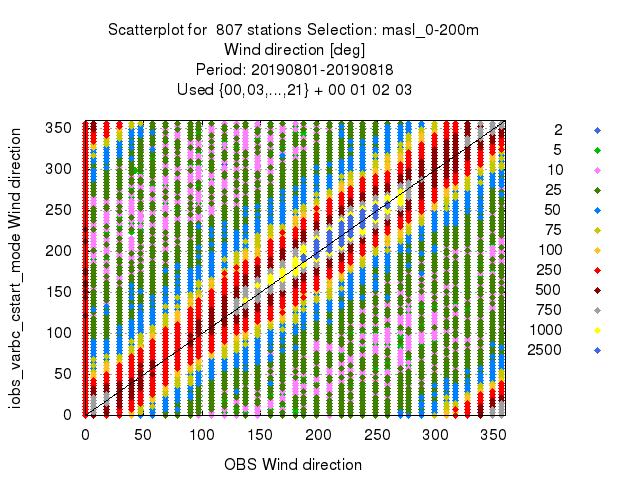 Scatterplot for 807 stations Selection: masl_0-200m
Wind direction [deg]
Period: 20190801-20190818
Used {00,03,...,21} + 00 01 02 03
iobs_varbc_cstart_mode Wind direction
350
300
250
200
150
100
50
0
0 50 100 150 200 250 300 350
OBS Wind direction
2
5
10
25
50
75
100
250
500
750
1000
2500